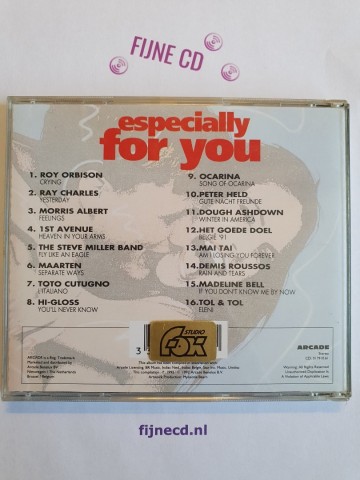 FIJNE CD
especially
for you
1. ROY ORBISON
CRYING
2. RAY CHARLES
YESTERDAY
3. MORRIS ALBERT
FEELINGS
4. 1ST AVENUE
HEAVEN IN YOUR ARMS
5. THE STEVE MILLER BAND
FLY LIKE AN EAGLE
6. MAARTEN
SEPARATE WAYS
7. TOTO CUTUGNO
L'ITALIANO
8. HI-GLOSS
YOU'LL NEVER KNOW
9. OCARINA
SONG OF OCARINA
10. PETER HELD
GUTE NACHT FREUNDE
11. DOUGH ASHDOWN
WINTER IN AMERICA
12. HET GOEDE DOEL
BELGIE '91
13. MAI TAI
AM I LOSING YOU FOREVER
14. DEMIS ROUSSOS
RAIN AND TEARS
15. MADELINE BELL
IF YOU DON'T KNOW ME BY NOW
16. TOL & TOL
ELENI
3
STUDIO
ARCADE
fijnecd.nl